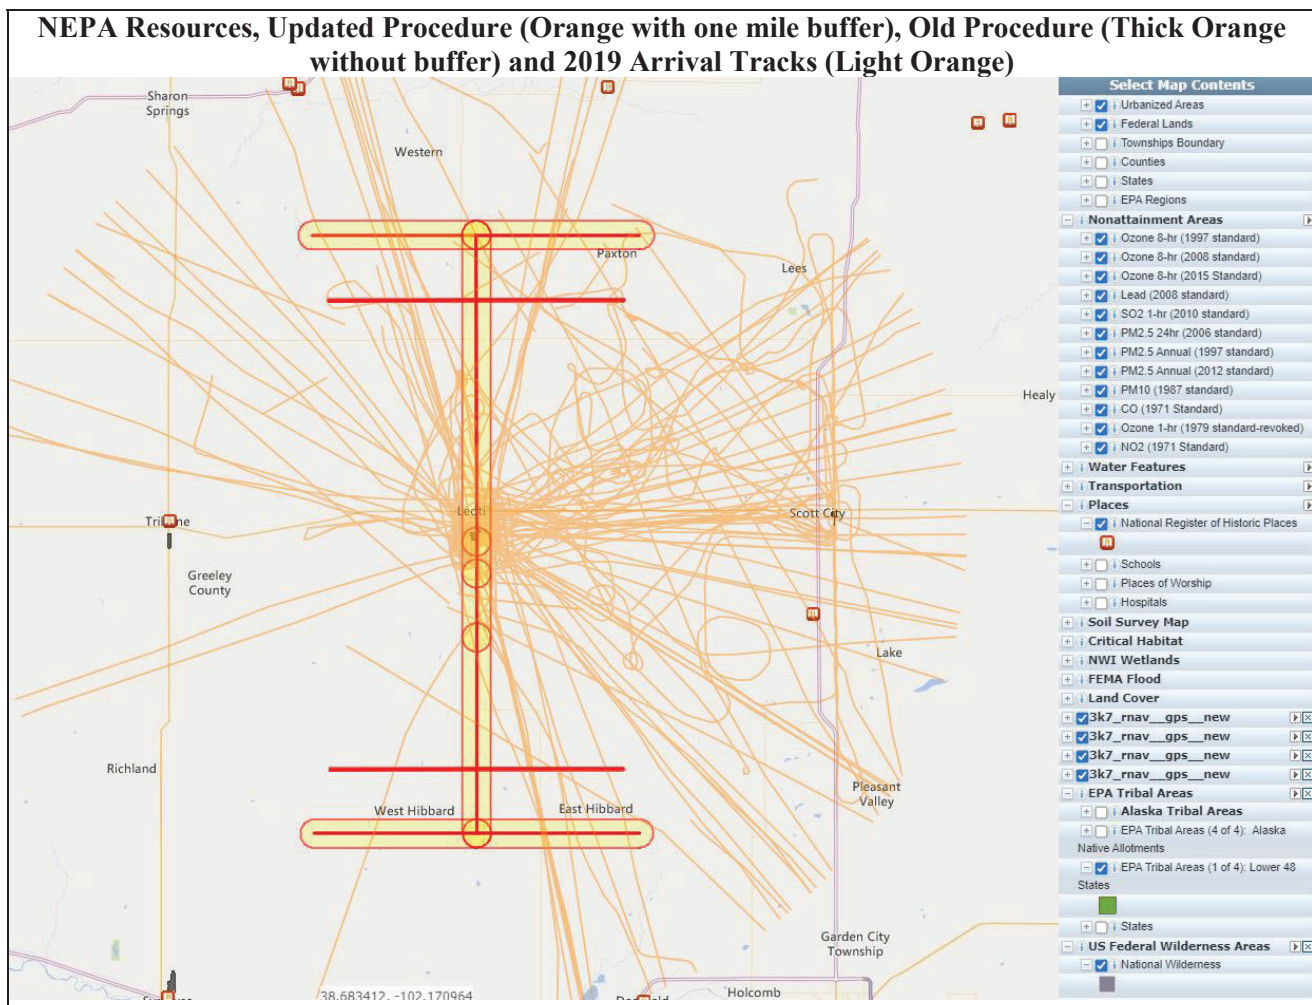 NEPA Resources, Updated Procedure (Orange with one mile buffer), Old Procedure (Thick Orange
without buffer) and 2019 Arrival Tracks (Light Orange)
Sharon
Springs
Western
Paxton
Lees
Healy
Leoti
Scott City
Tribune
Greeley
County
Lake
Richland
West Hibbard
East Hibbard
Pleasant
Valley
Garden City
Township
Holcomb
38.683412, -102.170964
Select Map Contents
Urbanized Areas
Federal Lands
Townships Boundary
Counties
States
EPA Regions
Nonattainment Areas
Ozone 8-hr (1997 standard)
Ozone 8-hr (2008 standard)
Ozone 8-hr (2015 Standard)
Lead (2008 standard)
SO2 1-hr (2010 standard)
PM2.5 24hr (2006 standard)
PM2.5 Annual (1997 standard)
PM2.5 Annual (2012 standard)
PM10 (1987 standard)
CO (1971 Standard)
Ozone 1-hr (1979 standard-revoked)
NO2 (1971 Standard)
Water Features
Transportation
Places
National Register of Historic Places
Schools
Places of Worship
Hospitals
Soil Survey Map
Critical Habitat
NWI Wetlands
FEMA Flood
Land Cover
3k7_rnav__gps__new
3k7_rnav__gps__new
3k7_rnav__gps__new
3k7_rnav__gps__new
EPA Tribal Areas
Alaska Tribal Areas
EPA Tribal Areas (4 of 4): Alaska
Native Allotments
EPA Tribal Areas (1 of 4): Lower 48
States
States
US Federal Wilderness Areas
National Wilderness